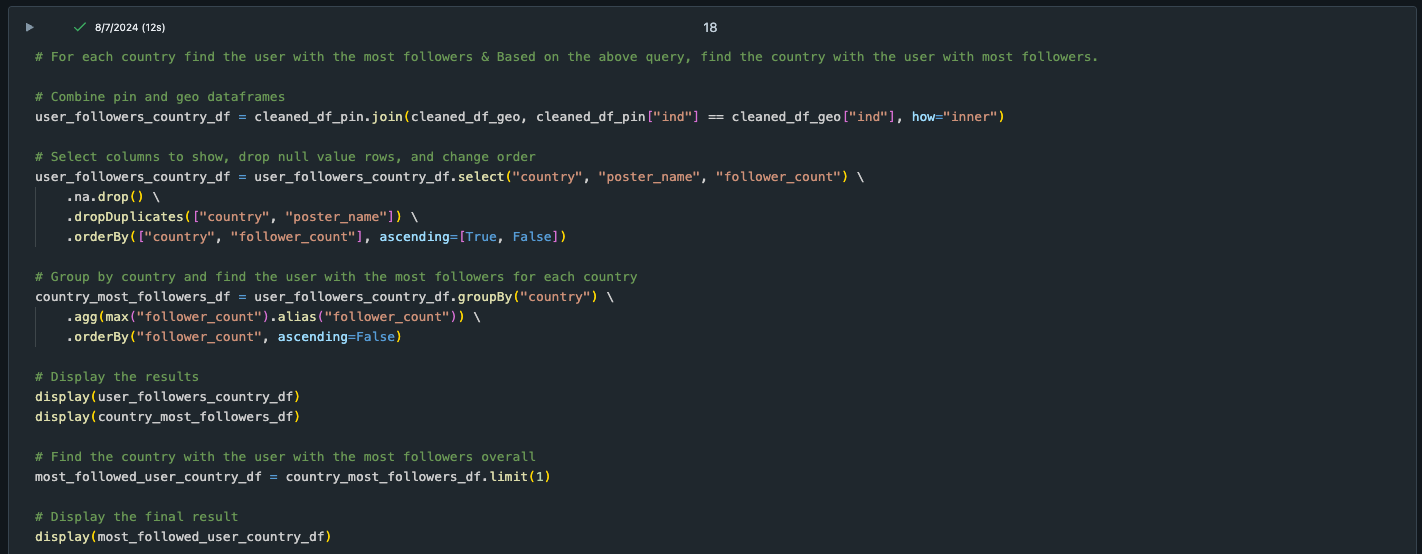 8/7/2024 (12s)
18
# For each country find the user with the most followers & Based on the above query, find the country with the user with most followers.
# Combine pin and geo dataframes
user_followers_country_df = cleaned_df_pin.join(cleaned_df_geo, cleaned_df_pin["ind"] == cleaned_df_geo["ind"], how="inner")
# Select columns to show, drop null value rows, and change order
user_followers_country_df = user_followers_country_df.select("country", "poster_name", "follower_count") \
.na.drop() \
.dropDuplicates(["country", "poster_name"]) \
.orderBy(["country", "follower_count"], ascending=[True, False])
# Group by country and find the user with the most followers for each country
country_most_followers_df = user_followers_country_df.groupBy("country") \
.agg(max("follower_count").alias("follower_count")) \
.orderBy("follower_count", ascending=False)
# Display the results
display(user_followers_country_df)
display(country_most_followers_df)
# Find the country with the user with the most followers overall
most_followed_user_country_df = country_most_followers_df.limit(1)
# Display the final result
display(most_followed_user_country_df)